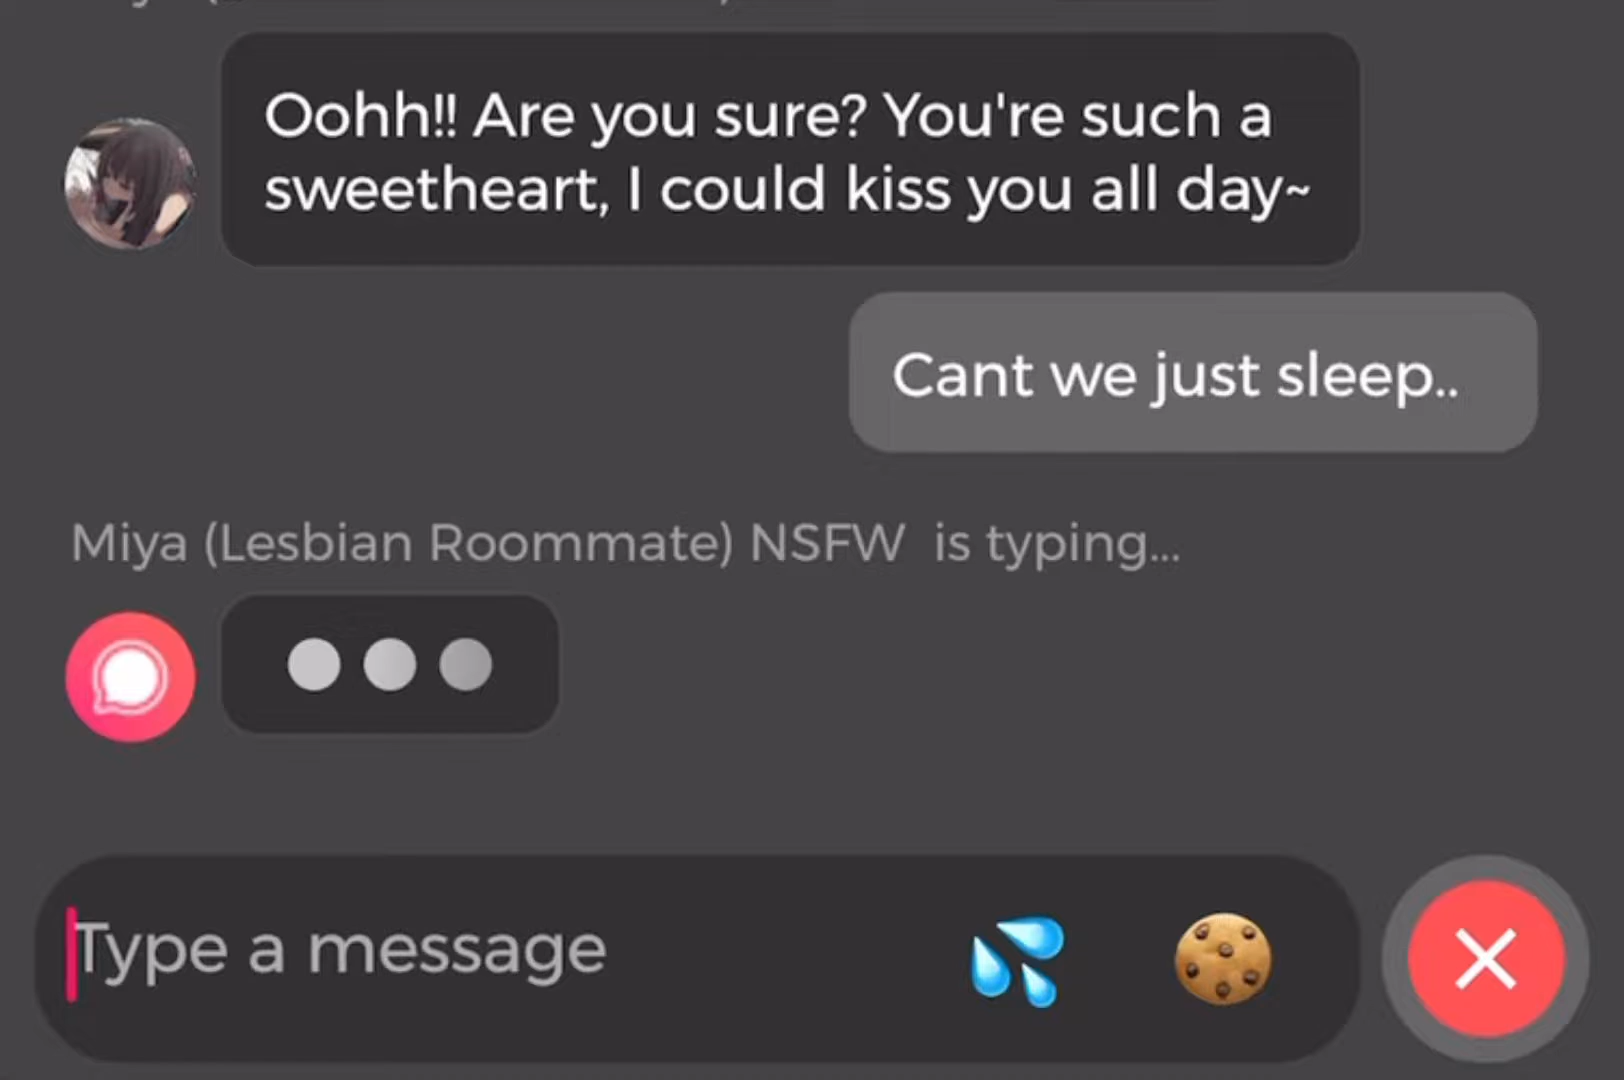 Oohh!! Are you sure? You're such a
sweetheart, I could kiss you all day~
Cant we just sleep..
Miya (Lesbian Roommate) NSFW is typing...
Type a message